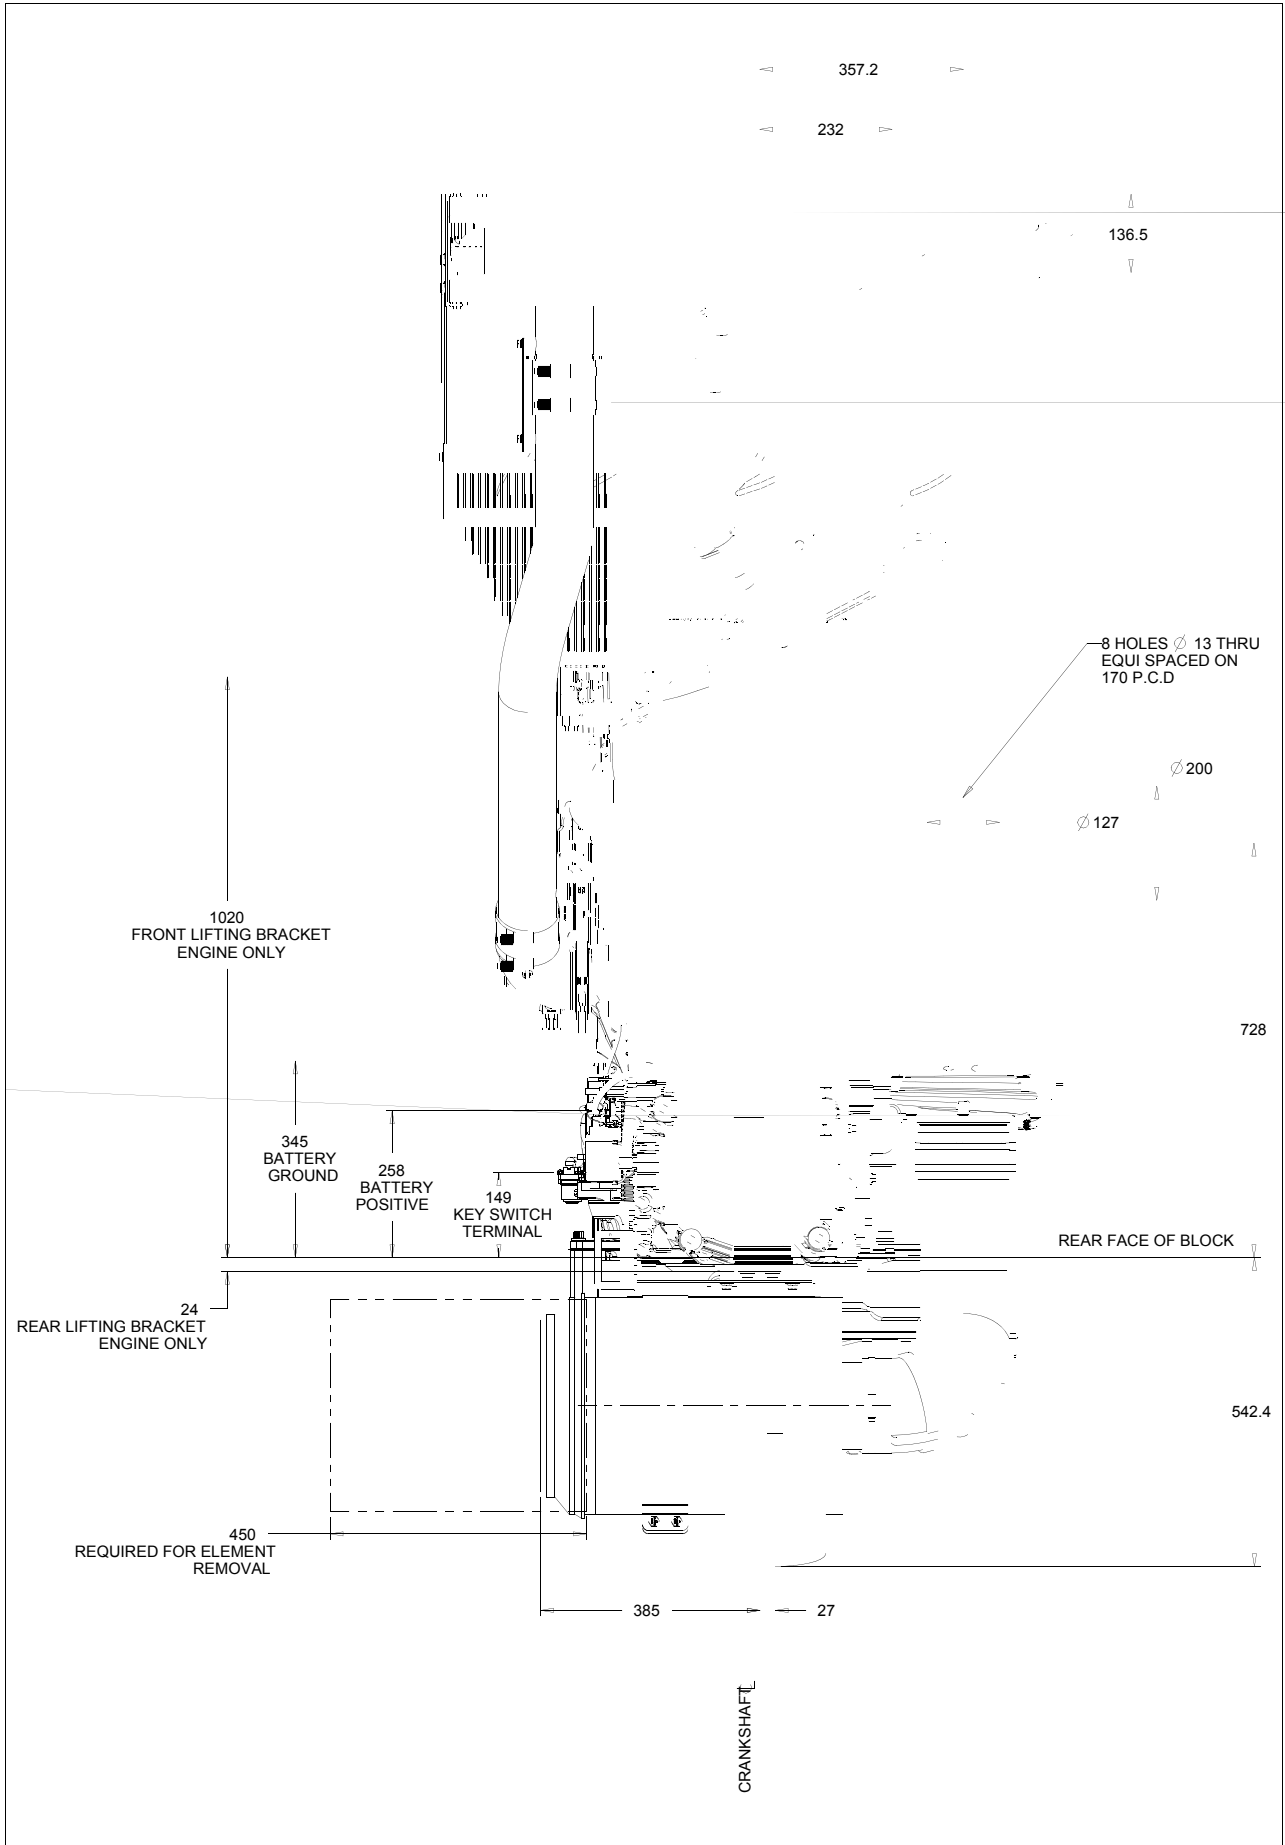 357.2
232
136.5
8 HOLES ∅ 13 THRU
EQUI SPACED ON
170 P.C.D
∅ 200
∅ 127
1020
FRONT LIFTING BRACKET
ENGINE ONLY
728
345
BATTERY
GROUND
258
BATTERY
POSITIVE
149
KEY SWITCH
TERMINAL
REAR FACE OF BLOCK
24
REAR LIFTING BRACKET
ENGINE ONLY
542.4
450
REQUIRED FOR ELEMENT
REMOVAL
385
27
CRANKSHAFT